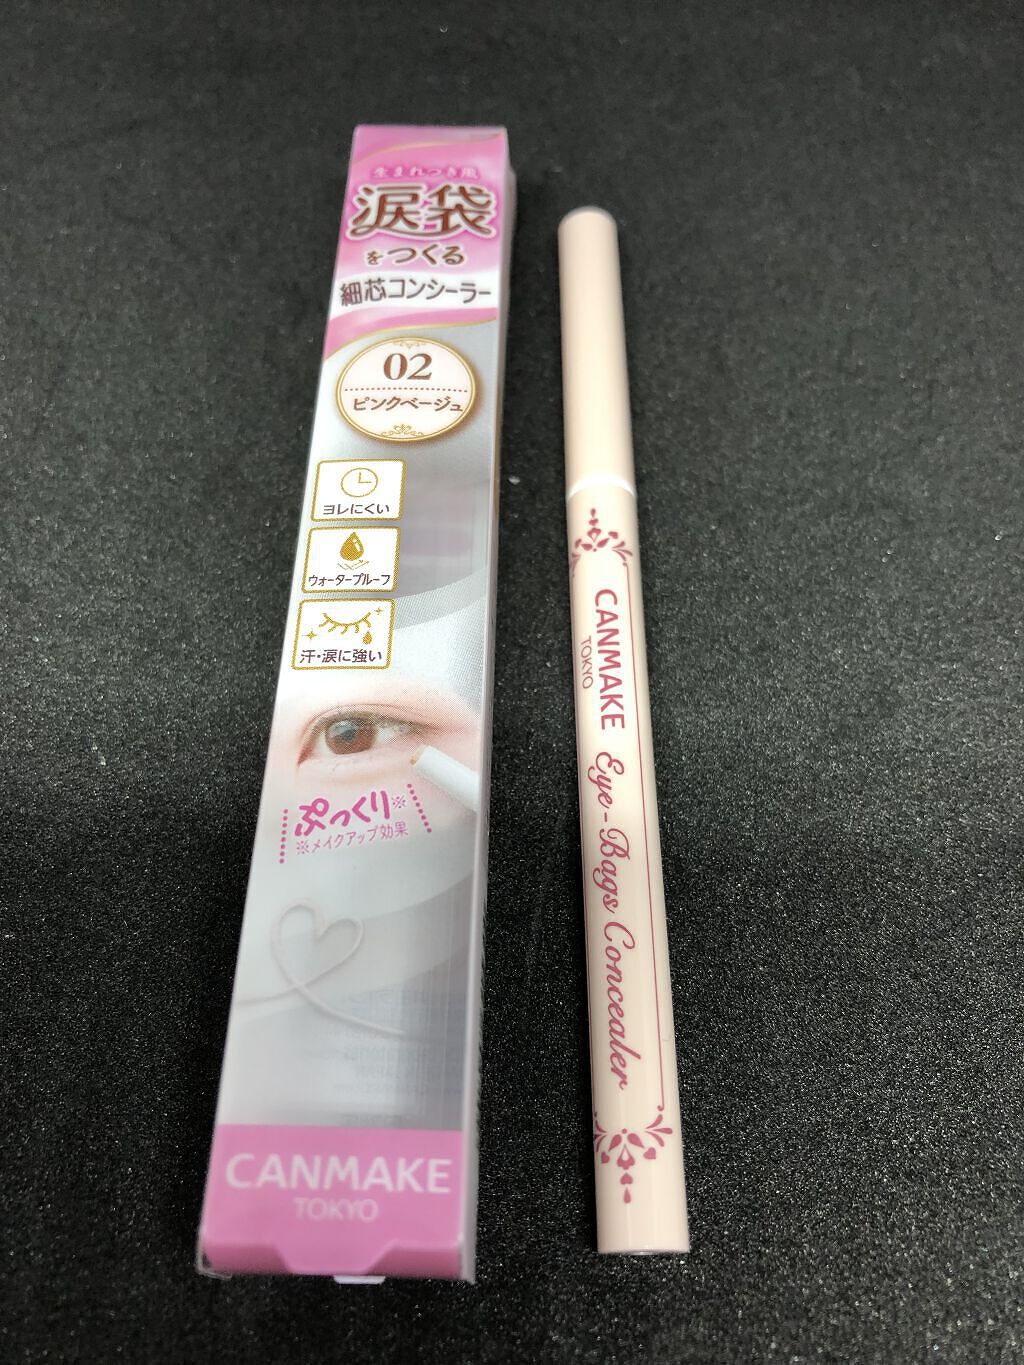 生まれつき風
涙袋
をつくる
細芯コンシーラー
02
ピンクベージュ
ヨレにくい
ウォータープルーフ
汗・涙に強い
ぷっくり※
※メイクアップ効果
CANMAKE
TOKYO
CANMAKE
TOKYO
Eye-Bags Concealer